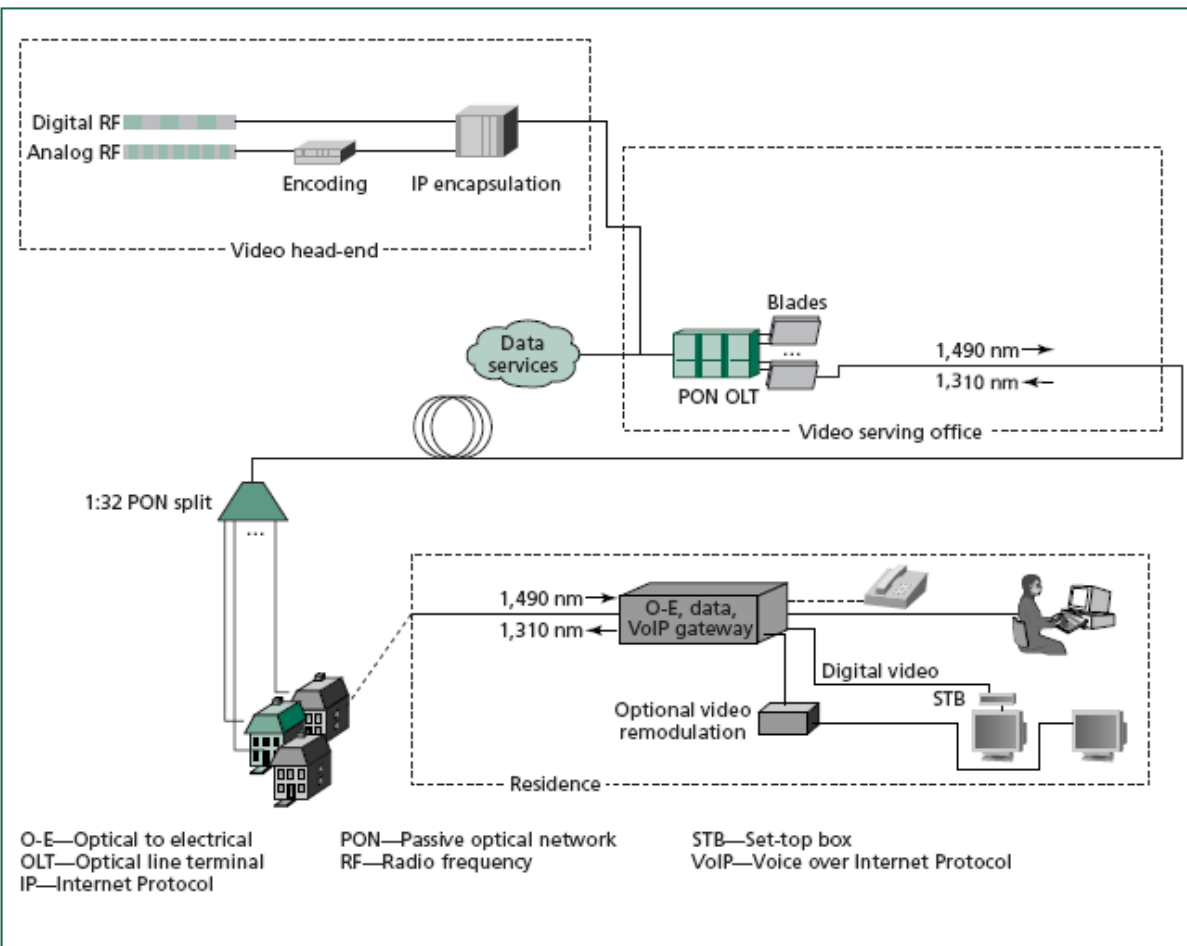 Digital RF
Analog RF
Encoding
IP encapsulation
Video head-end
Blades
...
Data
services
1,490 nm
1,310 nm
PON OLT
Video serving office
1:32 PON split
...
1,490 nm
1,310 nm
O-E, data,
VoIP gateway
Digital video
STB
Optional video
remodulation
Residence
O-E—Optical to electrical
OLT—Optical line terminal
IP—Internet Protocol
PON—Passive optical network
RF—Radio frequency
STB—Set-top box
VoIP—Voice over Internet Protocol